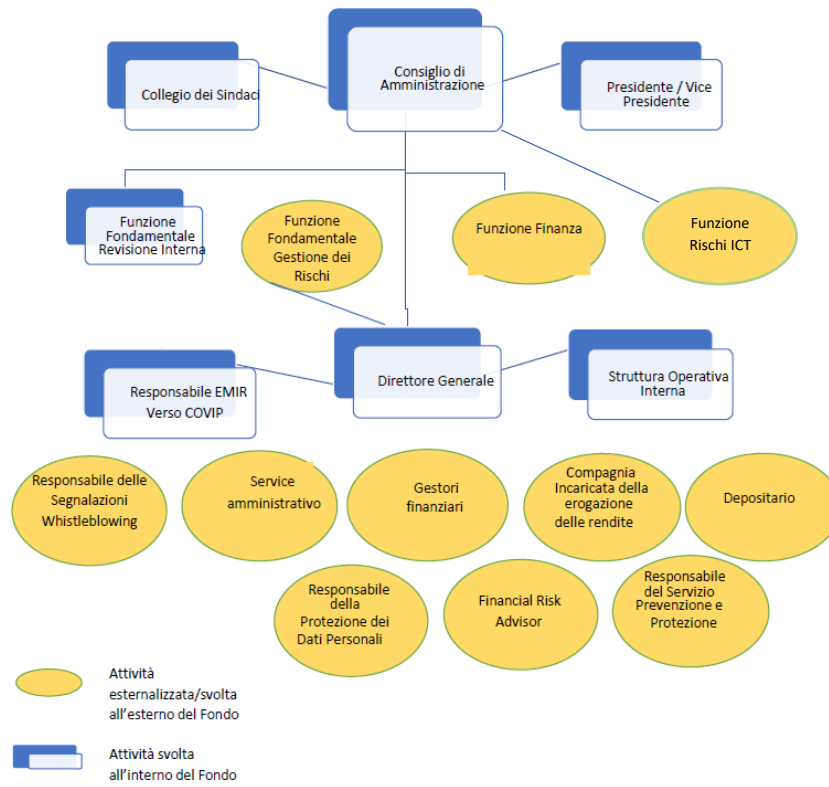 Collegio dei Sindaci
Consiglio di
Amministrazione
Presidente / Vice
Presidente
Funzione
Fondamentale
Revisione Interna
Funzione
Fondamentale
Gestione dei
Rischi
Funzione Finanza
Funzione
Rischi ICT
Responsabile EMIR
Verso COVIP
Direttore Generale
Struttura Operativa
Interna
Responsabile delle
Segnalazioni
Whistleblowing
Service
amministrativo
Gestori
finanziari
Compagnia
Incaricata della
erogazione
delle rendite
Depositario
Responsabile
della
Protezione dei
Dati Personali
Financial Risk
Advisor
Responsabile
del Servizio
Prevenzione e
Protezione
Attività
esternalizzata/svolta
all’esterno del Fondo
Attività svolta
all’interno del Fondo